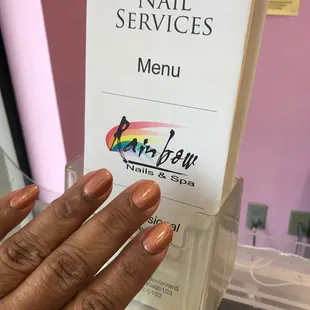 NAIL
SERVICES
Menu
Rainbow
Nails & Spa